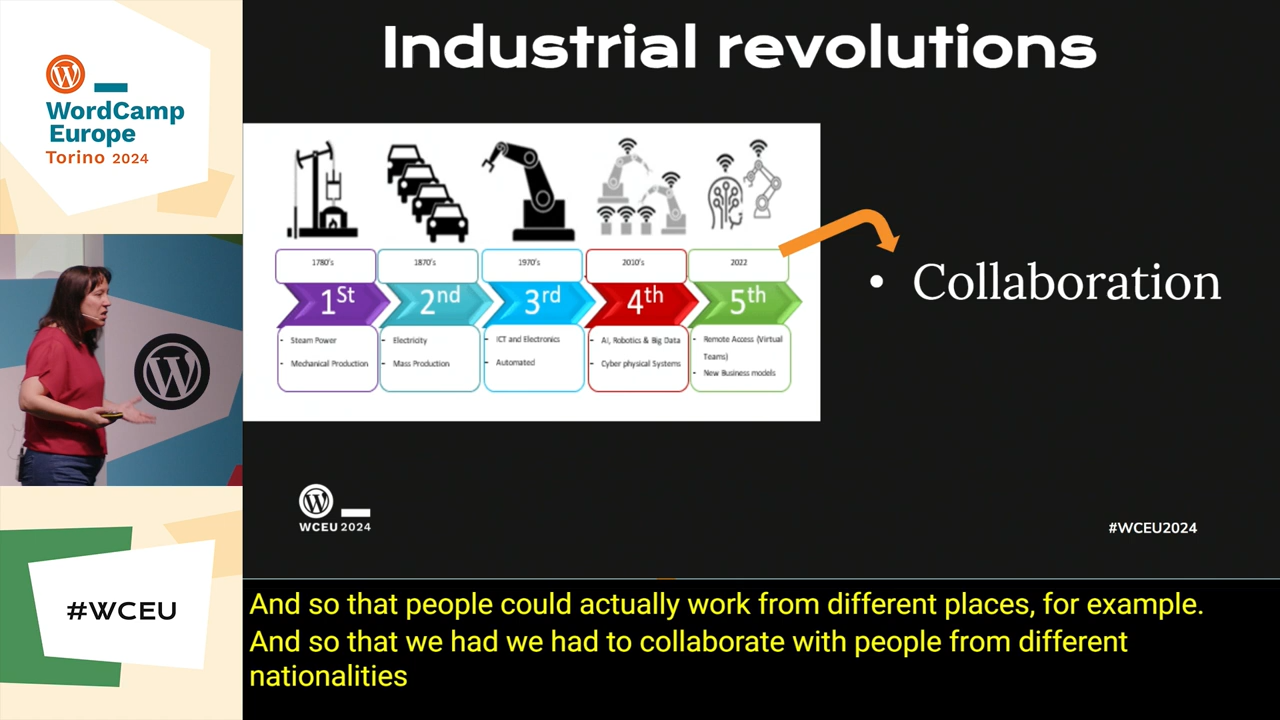 WordCamp
Europe
Torino 2024
#WCEU
Industrial revolutions
1780's
1870's
1970's
2010's
2022
1St
2nd
3rd
4th
5th
- Steam Power
- Mechanical Production
- Electricity
- Mass Production
- ICT and Electronics
- Automated
- AI, Robotics & Big Data
- Cyber physical Systems
- Remote Access (Virtual
Teams)
- New Business models
• Collaboration
WCEU 2024
#WCEU2024
And so that people could actually work from different places, for example.
And so that we had we had to collaborate with people from different
nationalities